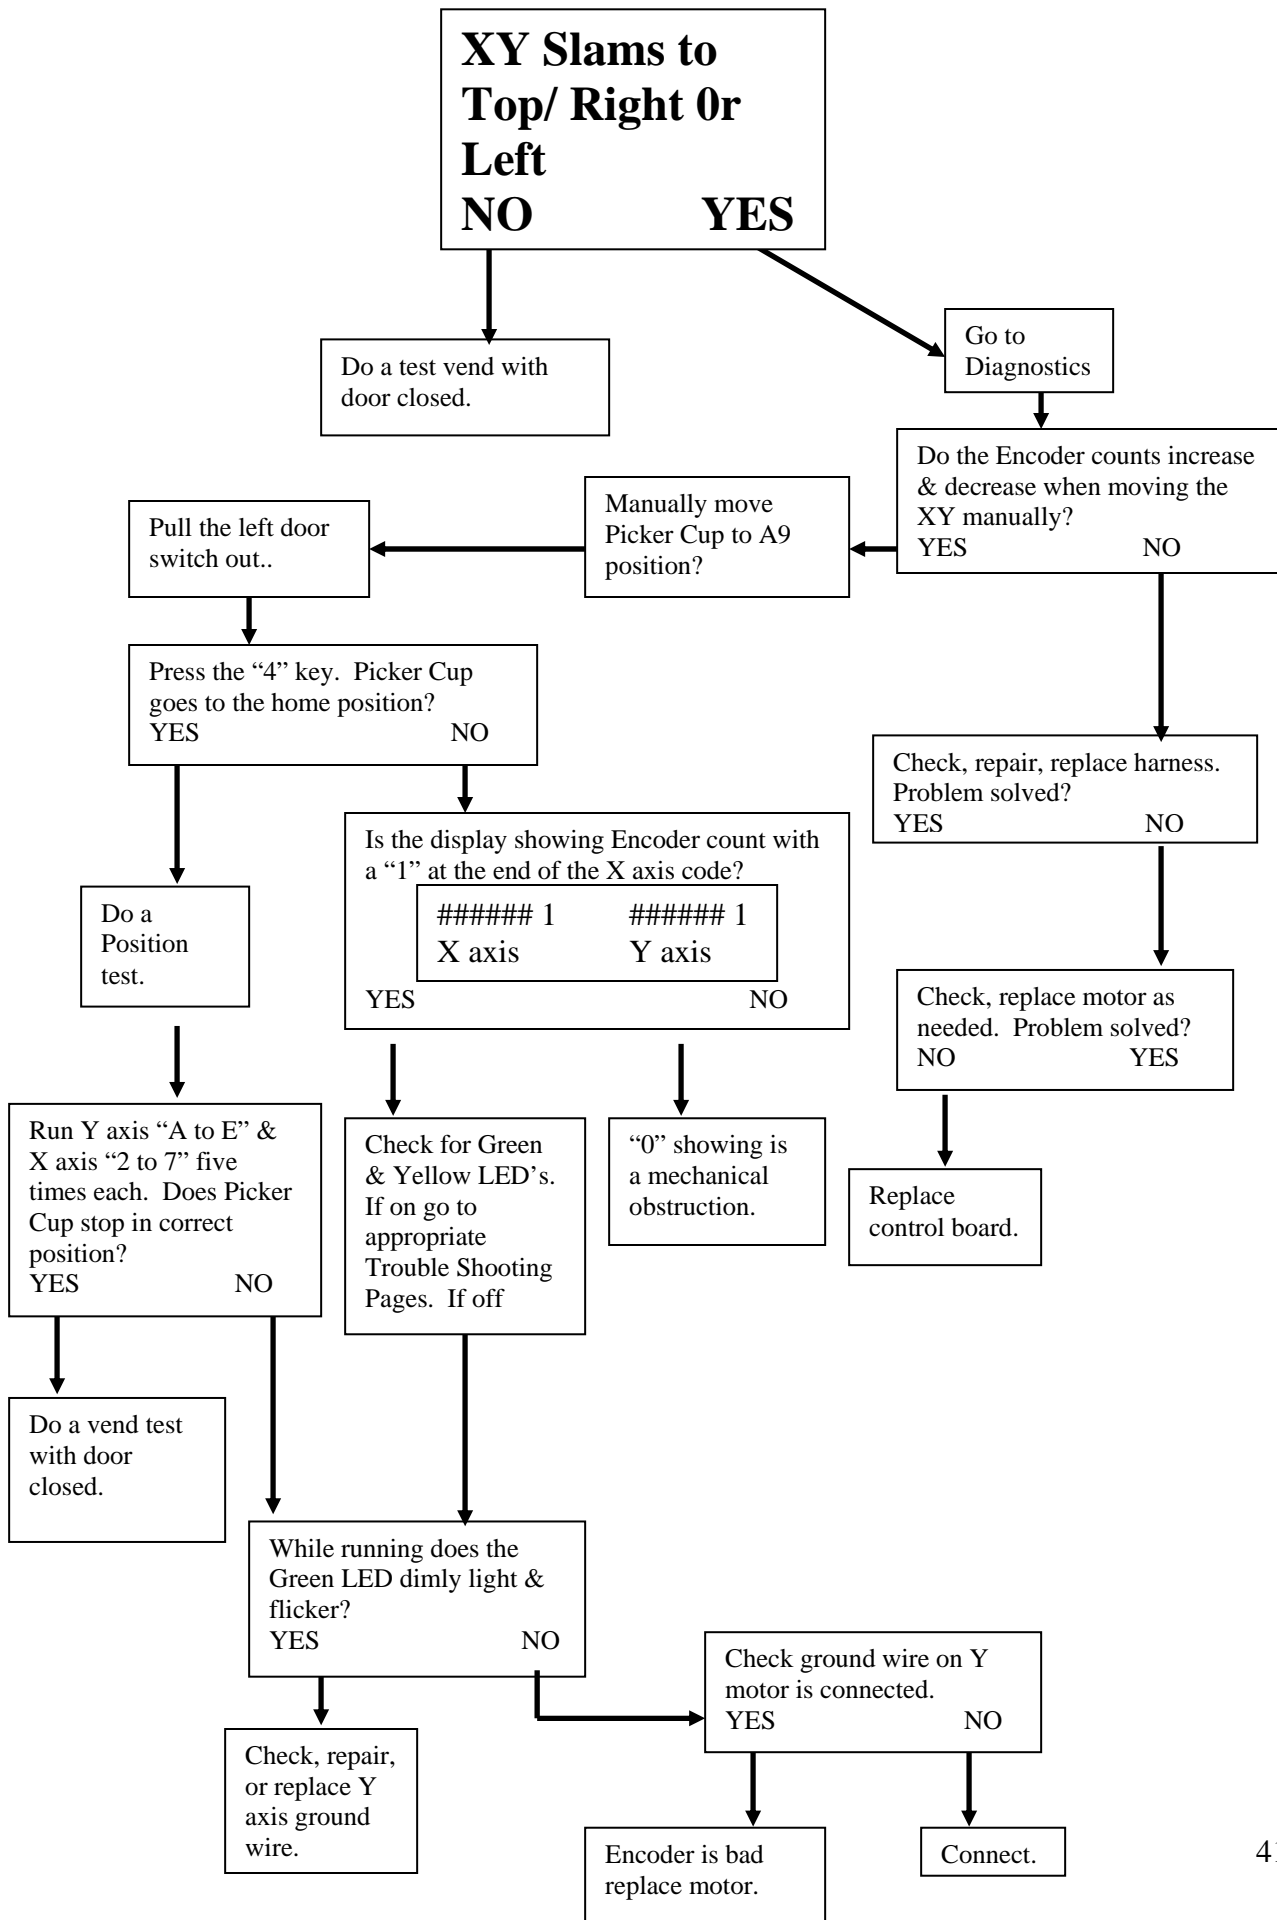 XY Slams to
Top/ Right 0r
Left
NO YES
Do a test vend with
door closed.
Go to
Diagnostics
Do the Encoder counts increase
& decrease when moving the
XY manually?
YES NO
Manually move
Picker Cup to A9
position?
Pull the left door
switch out..
Press the “4” key. Picker Cup
goes to the home position?
YES NO
Check, repair, replace harness.
Problem solved?
YES NO
Is the display showing Encoder count with
a “1” at the end of the X axis code?
###### 1 ###### 1
X axis Y axis
YES NO
Do a
Position
test.
Check, replace motor as
needed. Problem solved?
NO YES
Run Y axis “A to E” &
X axis “2 to 7” five
times each. Does Picker
Cup stop in correct
position?
YES NO
Check for Green
& Yellow LED’s.
If on go to
appropriate
Trouble Shooting
Pages. If off
“0” showing is
a mechanical
obstruction.
Replace
control board.
Do a vend test
with door
closed.
While running does the
Green LED dimly light &
flicker?
YES NO
Check ground wire on Y
motor is connected.
YES NO
Check, repair,
or replace Y
axis ground
wire.
Encoder is bad
replace motor.
Connect.
41